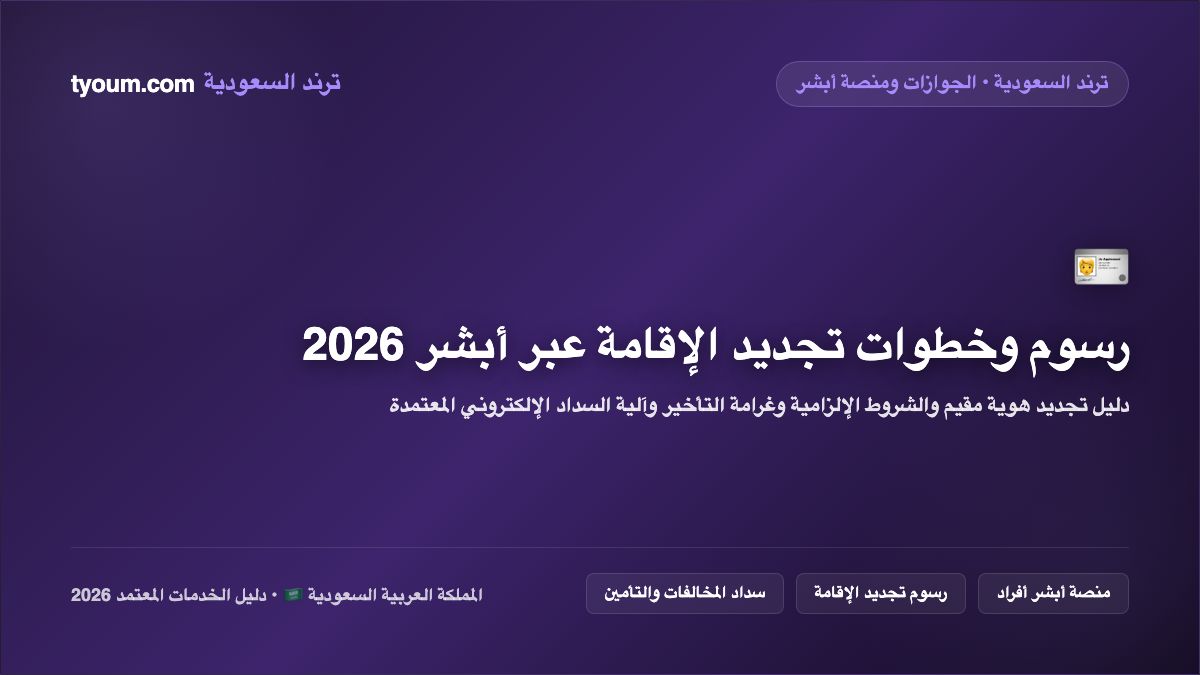 ترند السعودية • الجوازات ومنصة أبشر
ترند السعودية tyoum.com
رسوم وخطوات تجديد الإقامة عبر أبشر 2026
دليل تجديد هوية مقيم والشروط الإلزامية وغرامة التأخير وآلية السداد الإلكتروني المعتمدة
منصة أبشر أفراد
رسوم تجديد الإقامة
سداد المخالفات والتأمين
المملكة العربية السعودية 🇸🇦 • دليل الخدمات المعتمد 2026